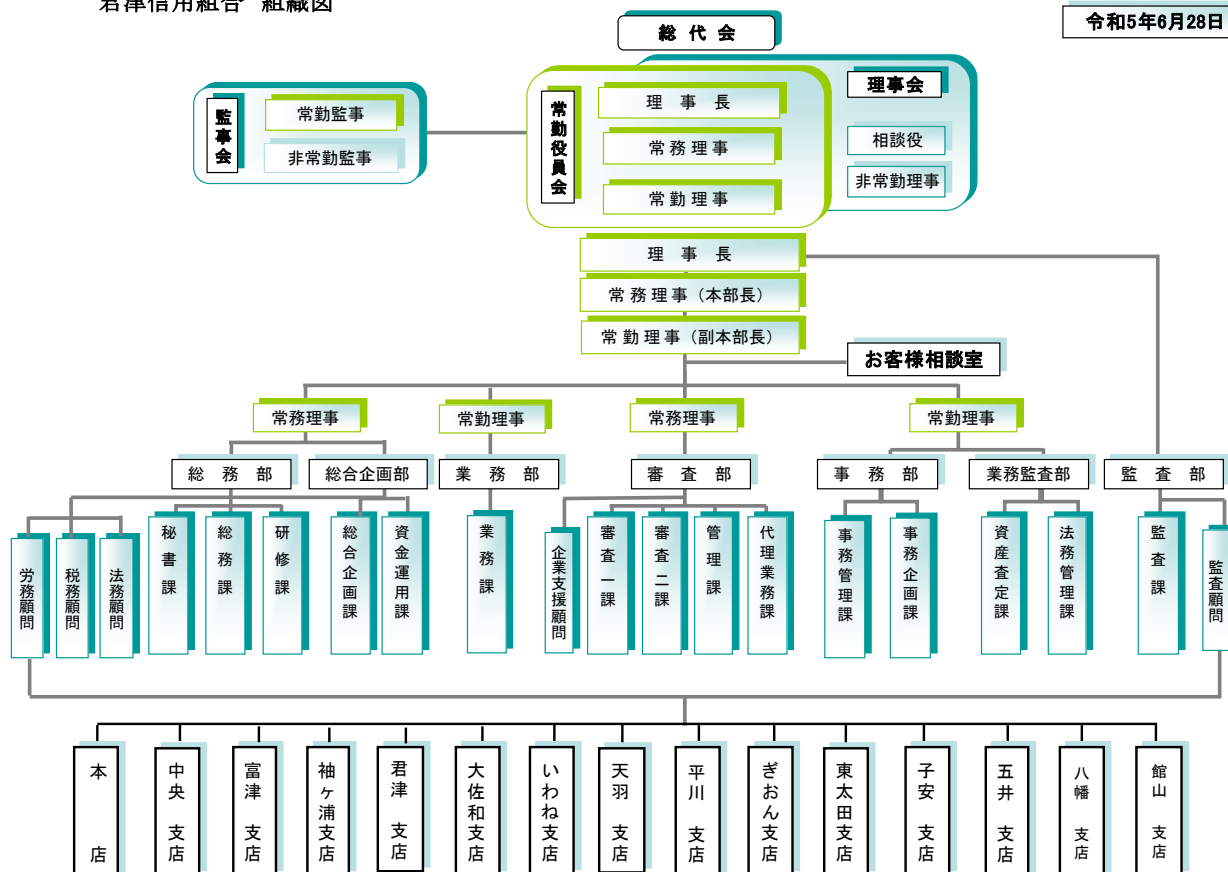 君津信用組合 組織図
令和5年6月28日
総代会
監事会
常勤監事
非常勤監事
常勤役員会
理事長
常務理事
常勤理事
理事会
相談役
非常勤理事
理事長
常務理事（本部長）
常勤理事（副本部長）
お客様相談室
常務理事
常勤理事
常務理事
常勤理事
総務部
総合企画部
業務部
審査部
事務部
業務監査部
監査部
労務顧問
税務顧問
法務顧問
秘書課
総務課
研修課
総合企画課
資金運用課
業務課
企業支援顧問
審査一課
審査二課
管理課
代理業務課
事務管理課
事務企画課
資産査定課
法務管理課
監査課
監査顧問
本店
中央支店
富津支店
袖ヶ浦支店
君津支店
大佐和支店
いわね支店
天羽支店
平川支店
ぎおん支店
東太田支店
子安支店
五井支店
八幡支店
館山支店